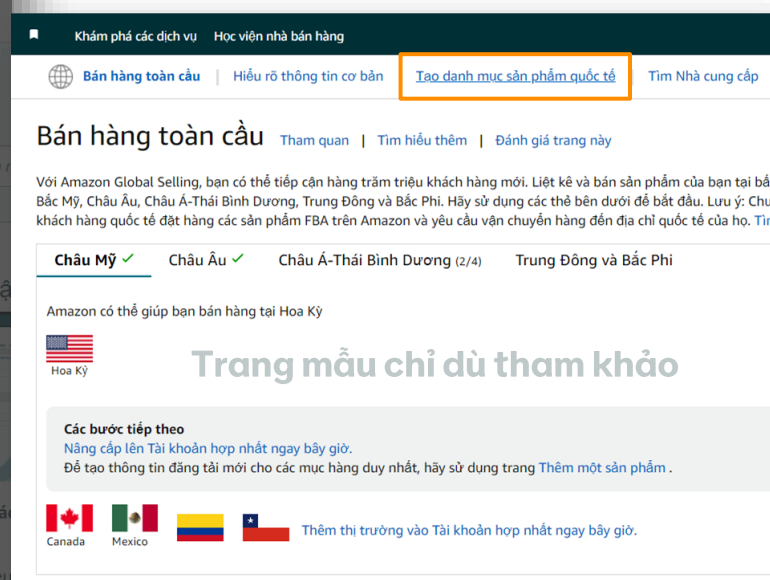 Khám phá các dịch vụ Học viện nhà bán hàng
Bán hàng toàn cầu | Hiểu rõ thông tin cơ bản Tạo danh mục sản phẩm quốc tế Tìm Nhà cung cấp
Bán hàng toàn cầu Tham quan | Tìm hiểu thêm | Đánh giá trang này
Với Amazon Global Selling, bạn có thể tiếp cận hàng trăm triệu khách hàng mới. Liệt kê và bán sản phẩm của bạn tại
Bắc Mỹ, Châu Âu, Châu Á-Thái Bình Dương, Trung Đông và Bắc Phi. Hãy sử dụng các thẻ bên dưới để bắt đầu. Lưu ý:
khách hàng quốc tế đặt hàng các sản phẩm FBA trên Amazon và yêu cầu vận chuyển hàng đến địa chỉ quốc tế của họ.
Châu Mỹ ✓ Châu Âu ✓ Châu Á-Thái Bình Dương (2/4) Trung Đông và Bắc Phi
Amazon có thể giúp bạn bán hàng tại Hoa Kỳ
Hoa Kỳ
Trang mẫu chỉ dù tham khảo
Các bước tiếp theo
Nâng cấp lên Tài khoản hợp nhất ngay bây giờ.
Để tạo thông tin đăng tải mới cho các mục hàng duy nhất, hãy sử dụng trang Thêm một sản phẩm .
Canada Mexico
Thêm thị trường vào Tài khoản hợp nhất ngay bây giờ.